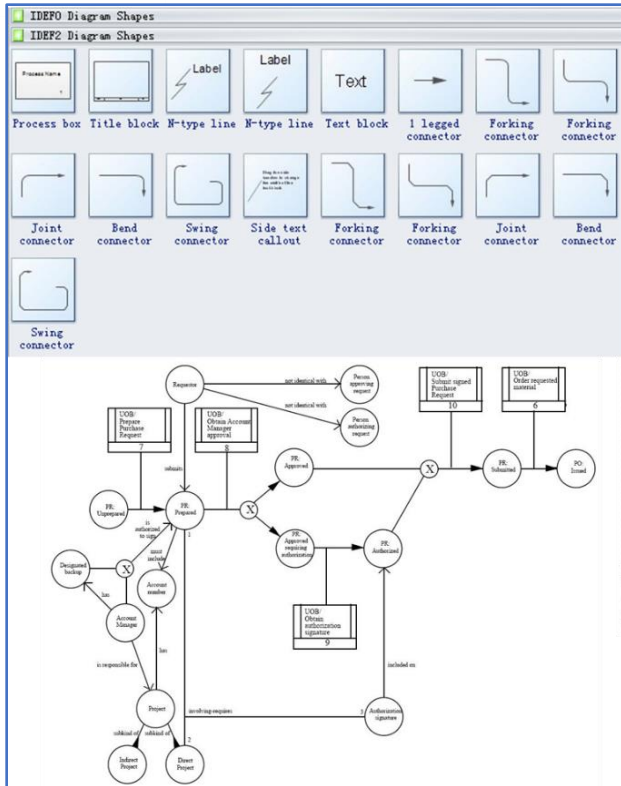 IDEF0 Diagram Shapes
IDEF2 Diagram Shapes
Process Name
Label
Label
Text
Process box
Title block
N-type line
N-type line
Text block
1 legged
connector
Forking
connector
Forking
connector
Drag the side
Joint
connector
Bend
connector
Swing
connector
Side text
callout
Forking
connector
Forking
connector
Joint
connector
Bend
connector
Swing
connector
Requestor
not identical with
Person
approving
request
not identical with
Person
authorizing
request
UOB/
Prepare
Purchase
Request
7
UOB/
Obtain Account
Manager
approval
8
UOB/
Submit signed
Purchase
Request
10
UOB/
Order requested
material
6
submits
PR:
Approved
X
PR:
Submitted
PO:
Issued
PR:
Unprepared
PR:
Prepared
X
is
authorized
to sign
1
PR:
Approved
requiring
authorization
PR:
Authorized
must
include
Designated
backup
X
Account
number
has
Account
Manager
UOB/
Obtain
authorization
signature
9
has
is responsible for
included on
Project
involving requires
3
Authorization
signature
subkind of
subkind of
2
Indirect
Project
Direct
Project